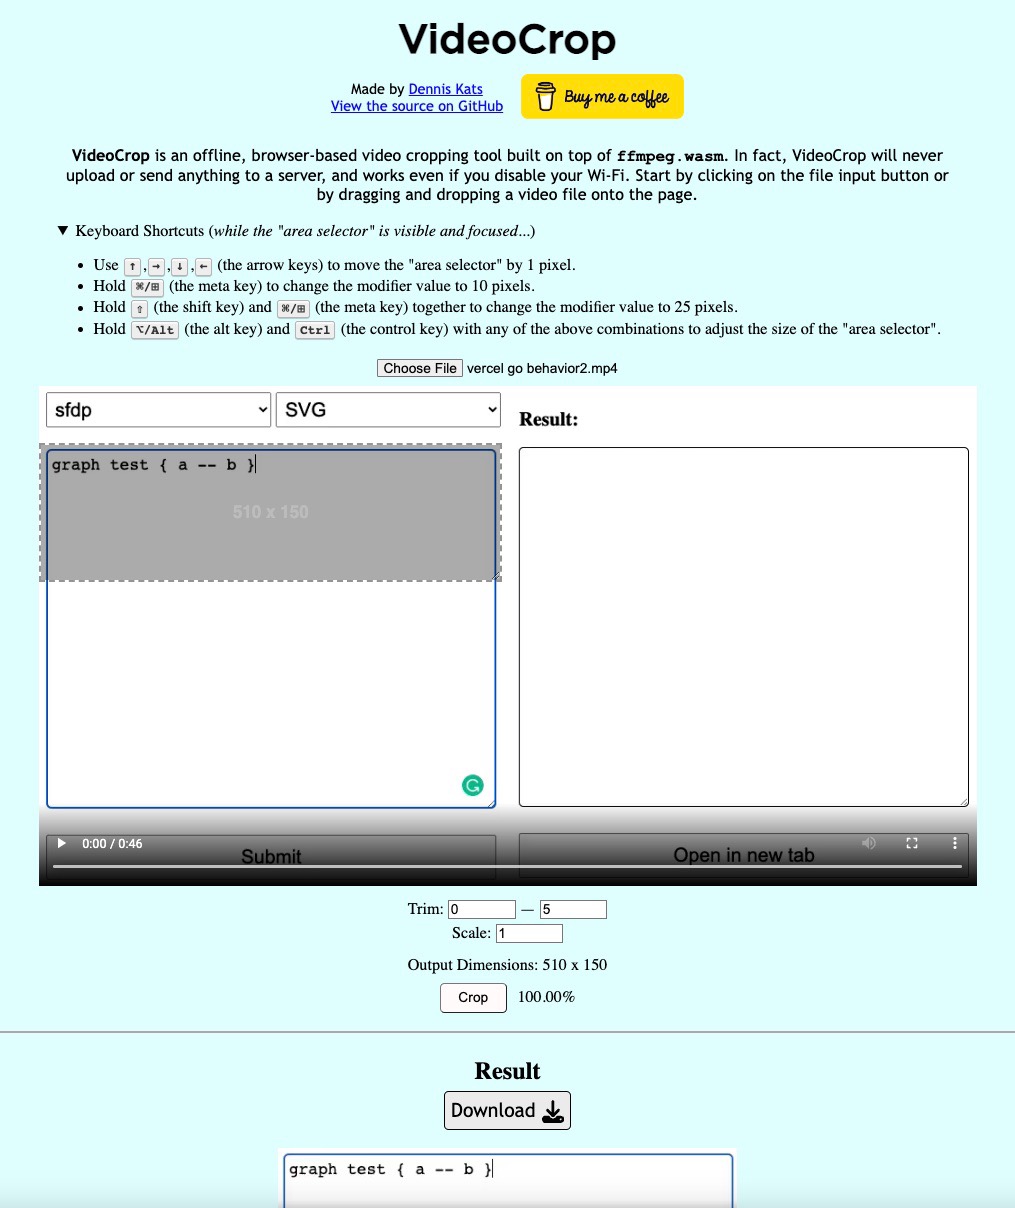 VideoCrop
Made by Dennis Kats
View the source on GitHub
Buy me a coffee
VideoCrop is an offline, browser-based video cropping tool built on top of ffmpeg.wasm. In fact, VideoCrop will never
upload or send anything to a server, and works even if you disable your Wi-Fi. Start by clicking on the file input button or
by dragging and dropping a video file onto the page.
▼ Keyboard Shortcuts (while the "area selector" is visible and focused...)
• Use ↑,→,↓,← (the arrow keys) to move the "area selector" by 1 pixel.
• Hold ⌘/⊞ (the meta key) to change the modifier value to 10 pixels.
• Hold ⇧ (the shift key) and ⌘/⊞ (the meta key) together to change the modifier value to 25 pixels.
• Hold ⌥/Alt (the alt key) and Ctrl (the control key) with any of the above combinations to adjust the size of the "area selector".
Choose File vercel go behavior2.mp4
sfdp SVG
Result:
graph test { a -- b }
510 x 150
0:00 / 0:46
Submit
Open in new tab
Trim: 0 — 5
Scale: 1
Output Dimensions: 510 x 150
Crop 100.00%
Result
Download
graph test { a -- b }